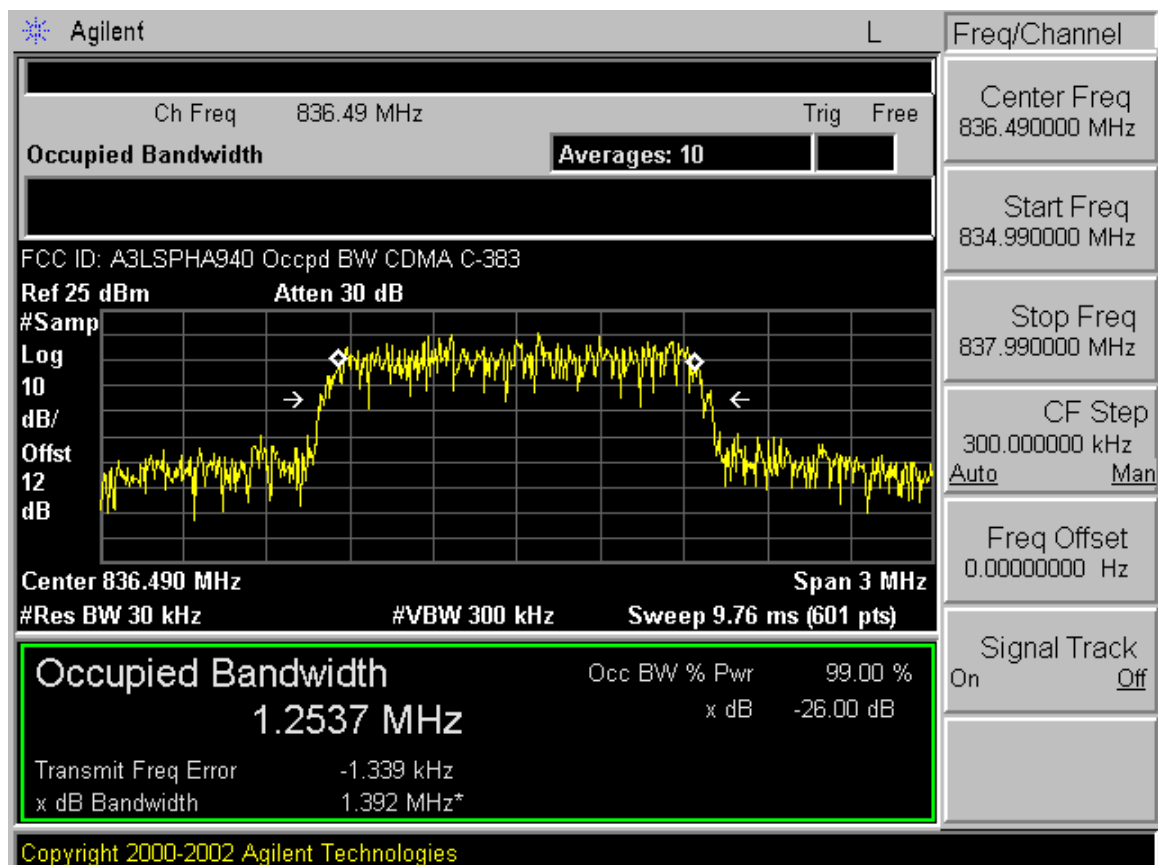 Agilent L Freq/Channel
Ch Freq 836.49 MHz Trig Free
Occupied Bandwidth Averages: 10
Center Freq
836.490000 MHz
Start Freq
834.990000 MHz
FCC ID: A3LSPHA940 Occpd BW CDMA C-383
Ref 25 dBm Atten 30 dB
#Samp
Log
10
dB/
Offst
12
dB
Stop Freq
837.990000 MHz
CF Step
300.000000 kHz
Auto Man
Freq Offset
0.00000000 Hz
Center 836.490 MHz Span 3 MHz
#Res BW 30 kHz #VBW 300 kHz Sweep 9.76 ms (601 pts)
Signal Track
On Off
Occupied Bandwidth
1.2537 MHz
Occ BW % Pwr 99.00 %
x dB -26.00 dB
Transmit Freq Error -1.339 kHz
x dB Bandwidth 1.392 MHz*
Copyright 2000-2002 Agilent Technologies